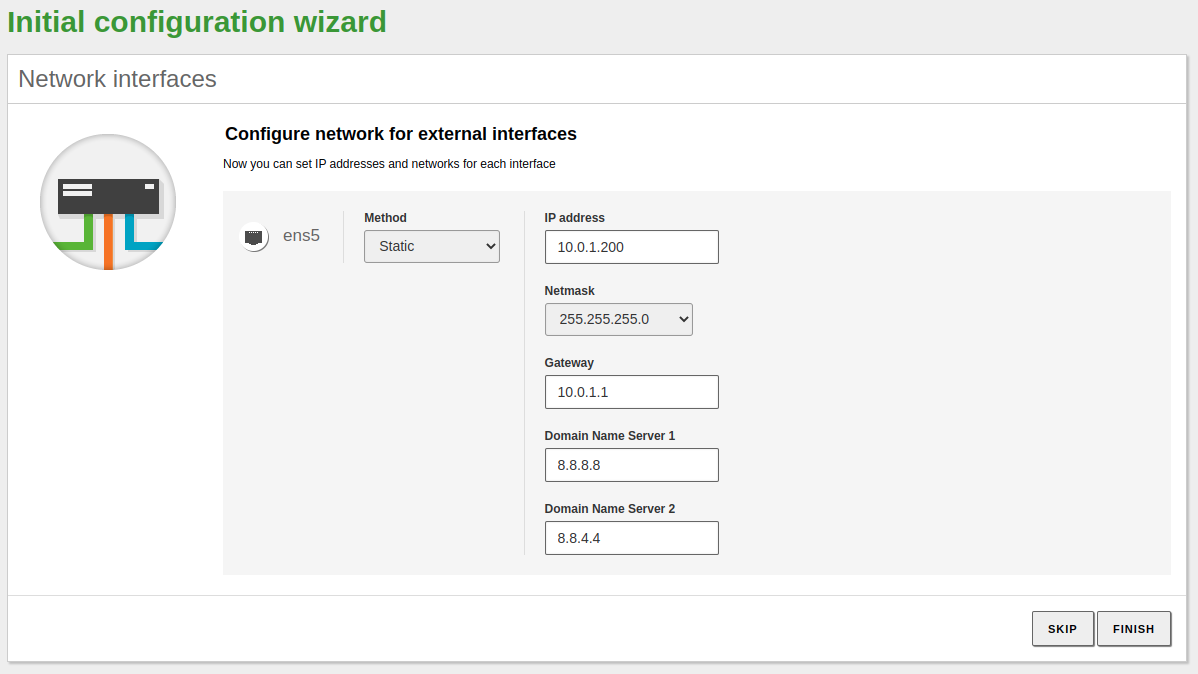 Initial configuration wizard
Network interfaces
Configure network for external interfaces
Now you can set IP addresses and networks for each interface
ens5
Method
Static
IP address
10.0.1.200
Netmask
255.255.255.0
Gateway
10.0.1.1
Domain Name Server 1
8.8.8.8
Domain Name Server 2
8.8.4.4
SKIP
FINISH